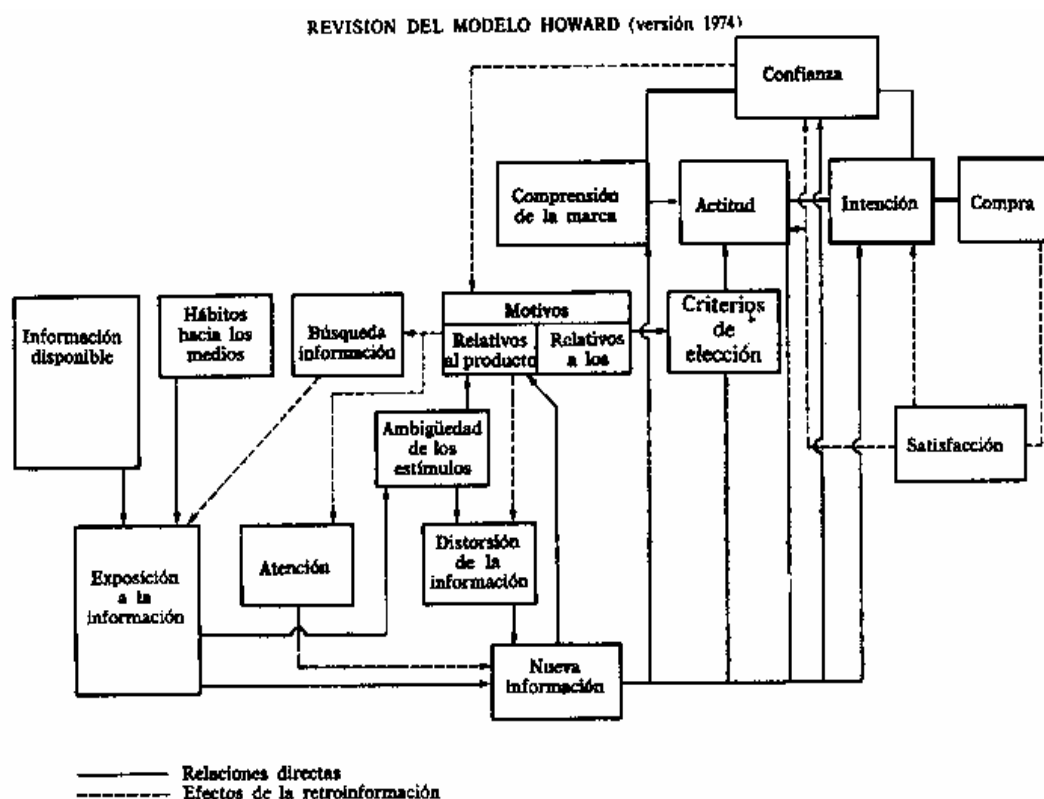 REVISION DEL MODELO HOWARD (versión 1974)
Confianza
Comprensión
de la marca
Actitud
Intención
Compra
Información
disponible
Hábitos
hacia los
medios
Búsqueda
información
Motivos
Relativos
al producto
Relativos
a los
Criterios
de
elección
Ambigüedad
de los
estímulos
Satisfacción
Exposición
a la
información
Atención
Distorsión
de la
información
Nueva
información
Relaciones directas
Efectos de la retroinformación